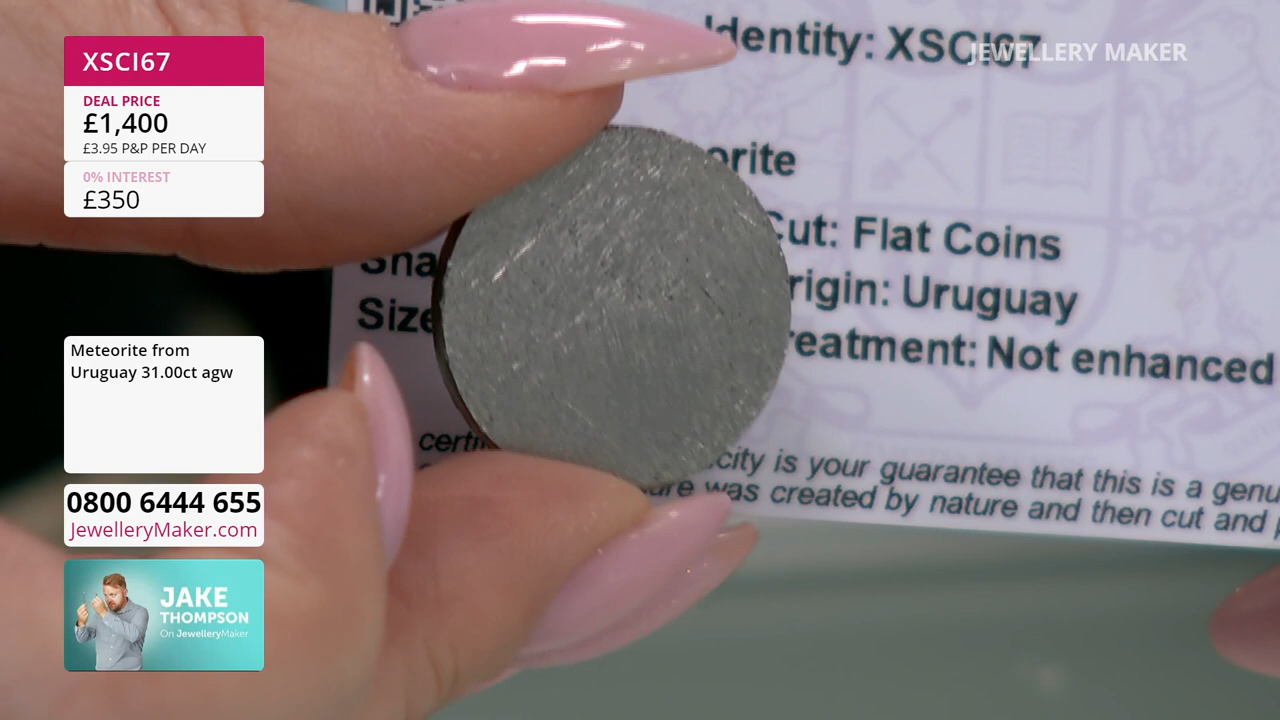 XSCI67
DEAL PRICE
£1,400
£3.95 P&P PER DAY
0% INTEREST
£350
Meteorite from
Uruguay 31.00ct agw
0800 6444 655
JewelleryMaker.com
JAKE
THOMPSON
On JewelleryMaker
JEWELLERY MAKER
Identity: XSCI67
orite
Cut: Flat Coins
Sha
rigin: Uruguay
Size
reatment: Not enhanced
certi
city is your guarantee that this is a genu
ure was created by nature and then cut and